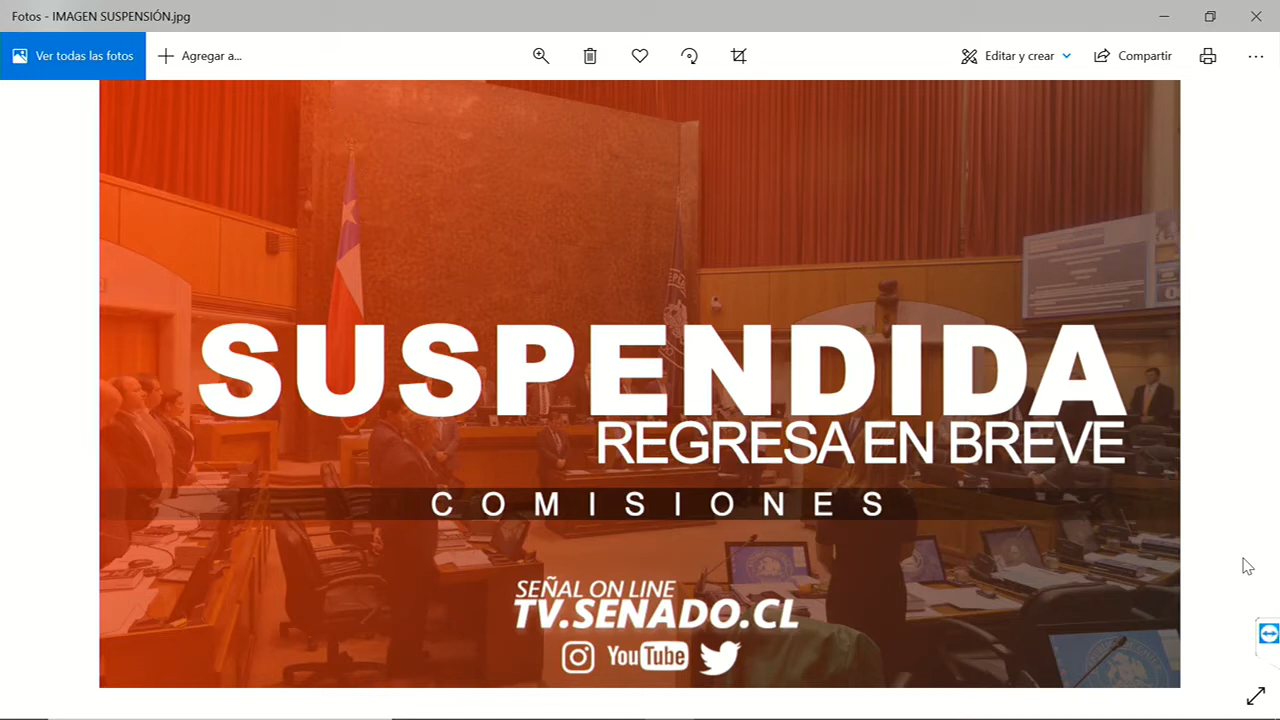 Fotos - IMAGEN SUSPENSIÓN.jpg
Ver todas las fotos
Agregar a...
Editar y crear
Compartir
SUSPENDIDA
REGRESA EN BREVE
COMISIONES
SEÑAL ON LINE
TV.SENADO.CL
YouTube